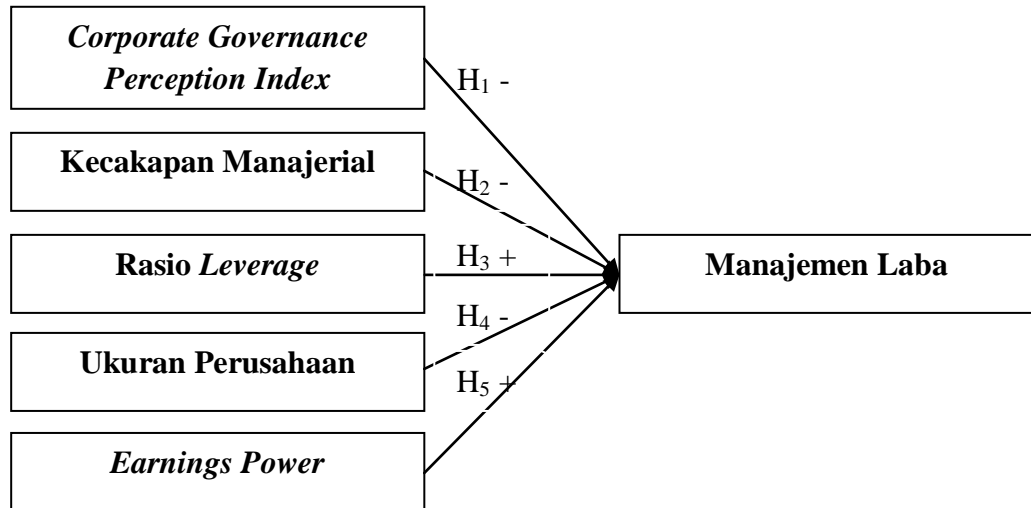 Corporate Governance
Perception Index
H₁ -
Kecakapan Manajerial
H₂ -
Rasio Leverage
H₃ +
Manajemen Laba
H₄ -
Ukuran Perusahaan
H₅ +
Earnings Power